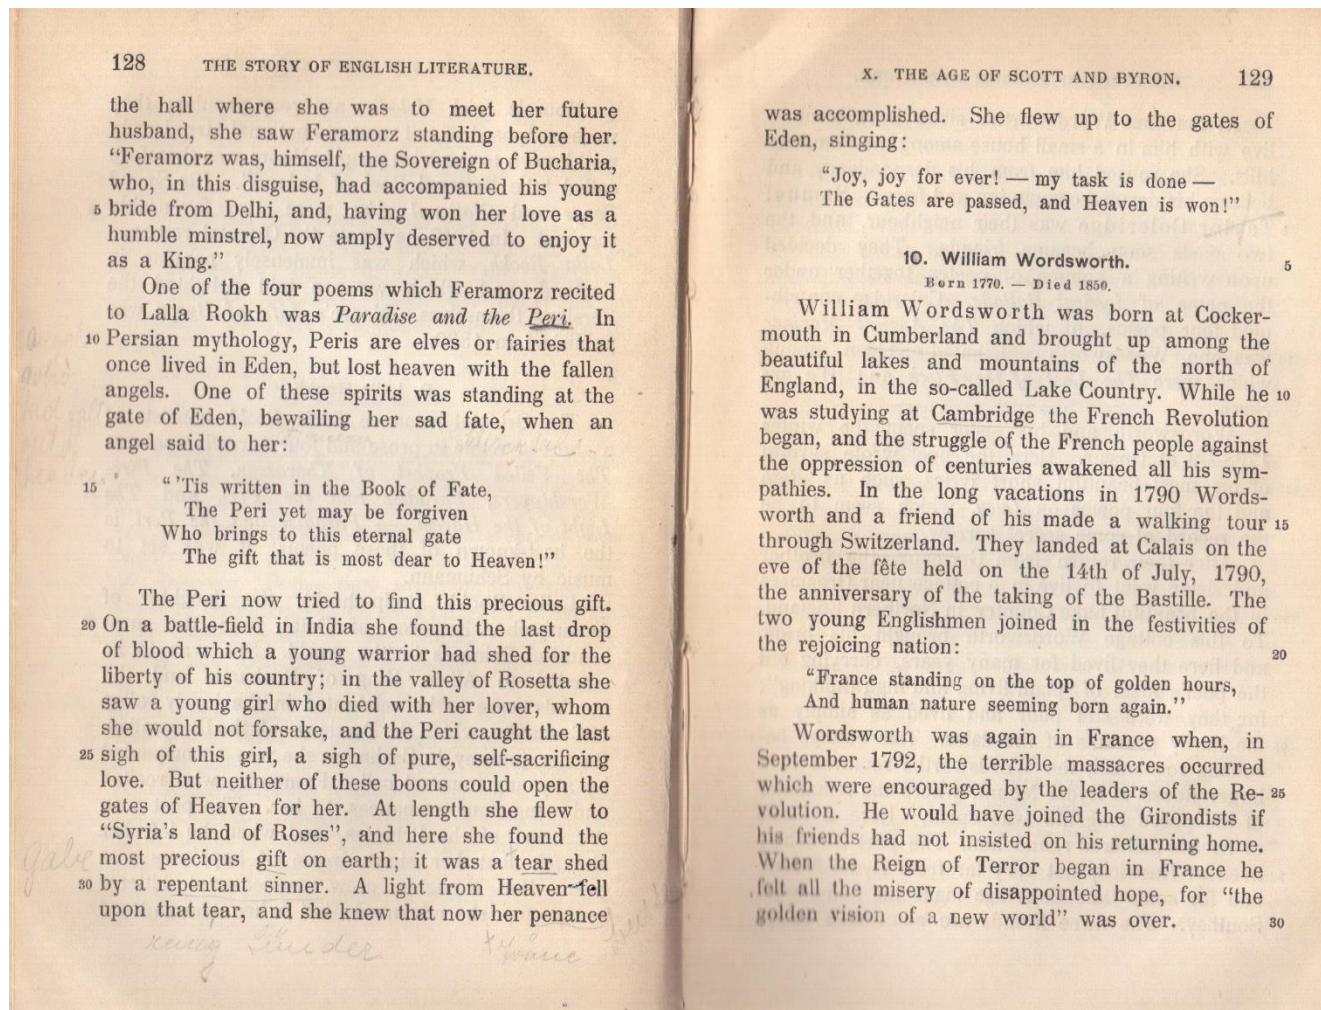 128 THE STORY OF ENGLISH LITERATURE.
the hall where she was to meet her future
husband, she saw Feramorz standing before her.
“Feramorz was, himself, the Sovereign of Bucharia,
who, in this disguise, had accompanied his young
5 bride from Delhi, and, having won her love as a
humble minstrel, now amply deserved to enjoy it
as a King.”
One of the four poems which Feramorz recited
to Lalla Rookh was Paradise and the Peri. In
10 Persian mythology, Peris are elves or fairies that
once lived in Eden, but lost heaven with the fallen
angels. One of these spirits was standing at the
gate of Eden, bewailing her sad fate, when an
angel said to her:
15 “ ’Tis written in the Book of Fate,
The Peri yet may be forgiven
Who brings to this eternal gate
The gift that is most dear to Heaven!”
The Peri now tried to find this precious gift.
20 On a battle-field in India she found the last drop
of blood which a young warrior had shed for the
liberty of his country; in the valley of Rosetta she
saw a young girl who died with her lover, whom
she would not forsake, and the Peri caught the last
25 sigh of this girl, a sigh of pure, self-sacrificing
love. But neither of these boons could open the
gates of Heaven for her. At length she flew to
“Syria’s land of Roses”, and here she found the
most precious gift on earth; it was a tear shed
30 by a repentant sinner. A light from Heaven fell
upon that tear, and she knew that now her penance
X. THE AGE OF SCOTT AND BYRON. 129
was accomplished. She flew up to the gates of
Eden, singing:
“Joy, joy for ever! — my task is done —
The Gates are passed, and Heaven is won!”
10. William Wordsworth. 5
Born 1770. — Died 1850.
William Wordsworth was born at Cocker-
mouth in Cumberland and brought up among the
beautiful lakes and mountains of the north of
England, in the so-called Lake Country. While he 10
was studying at Cambridge the French Revolution
began, and the struggle of the French people against
the oppression of centuries awakened all his sym-
pathies. In the long vacations in 1790 Words-
worth and a friend of his made a walking tour 15
through Switzerland. They landed at Calais on the
eve of the fête held on the 14th of July, 1790,
the anniversary of the taking of the Bastille. The
two young Englishmen joined in the festivities of
the rejoicing nation: 20
“France standing on the top of golden hours,
And human nature seeming born again.”
Wordsworth was again in France when, in
September 1792, the terrible massacres occurred
which were encouraged by the leaders of the Re- 25
volution. He would have joined the Girondists if
his friends had not insisted on his returning home.
When the Reign of Terror began in France he
felt all the misery of disappointed hope, for “the
golden vision of a new world” was over. 30